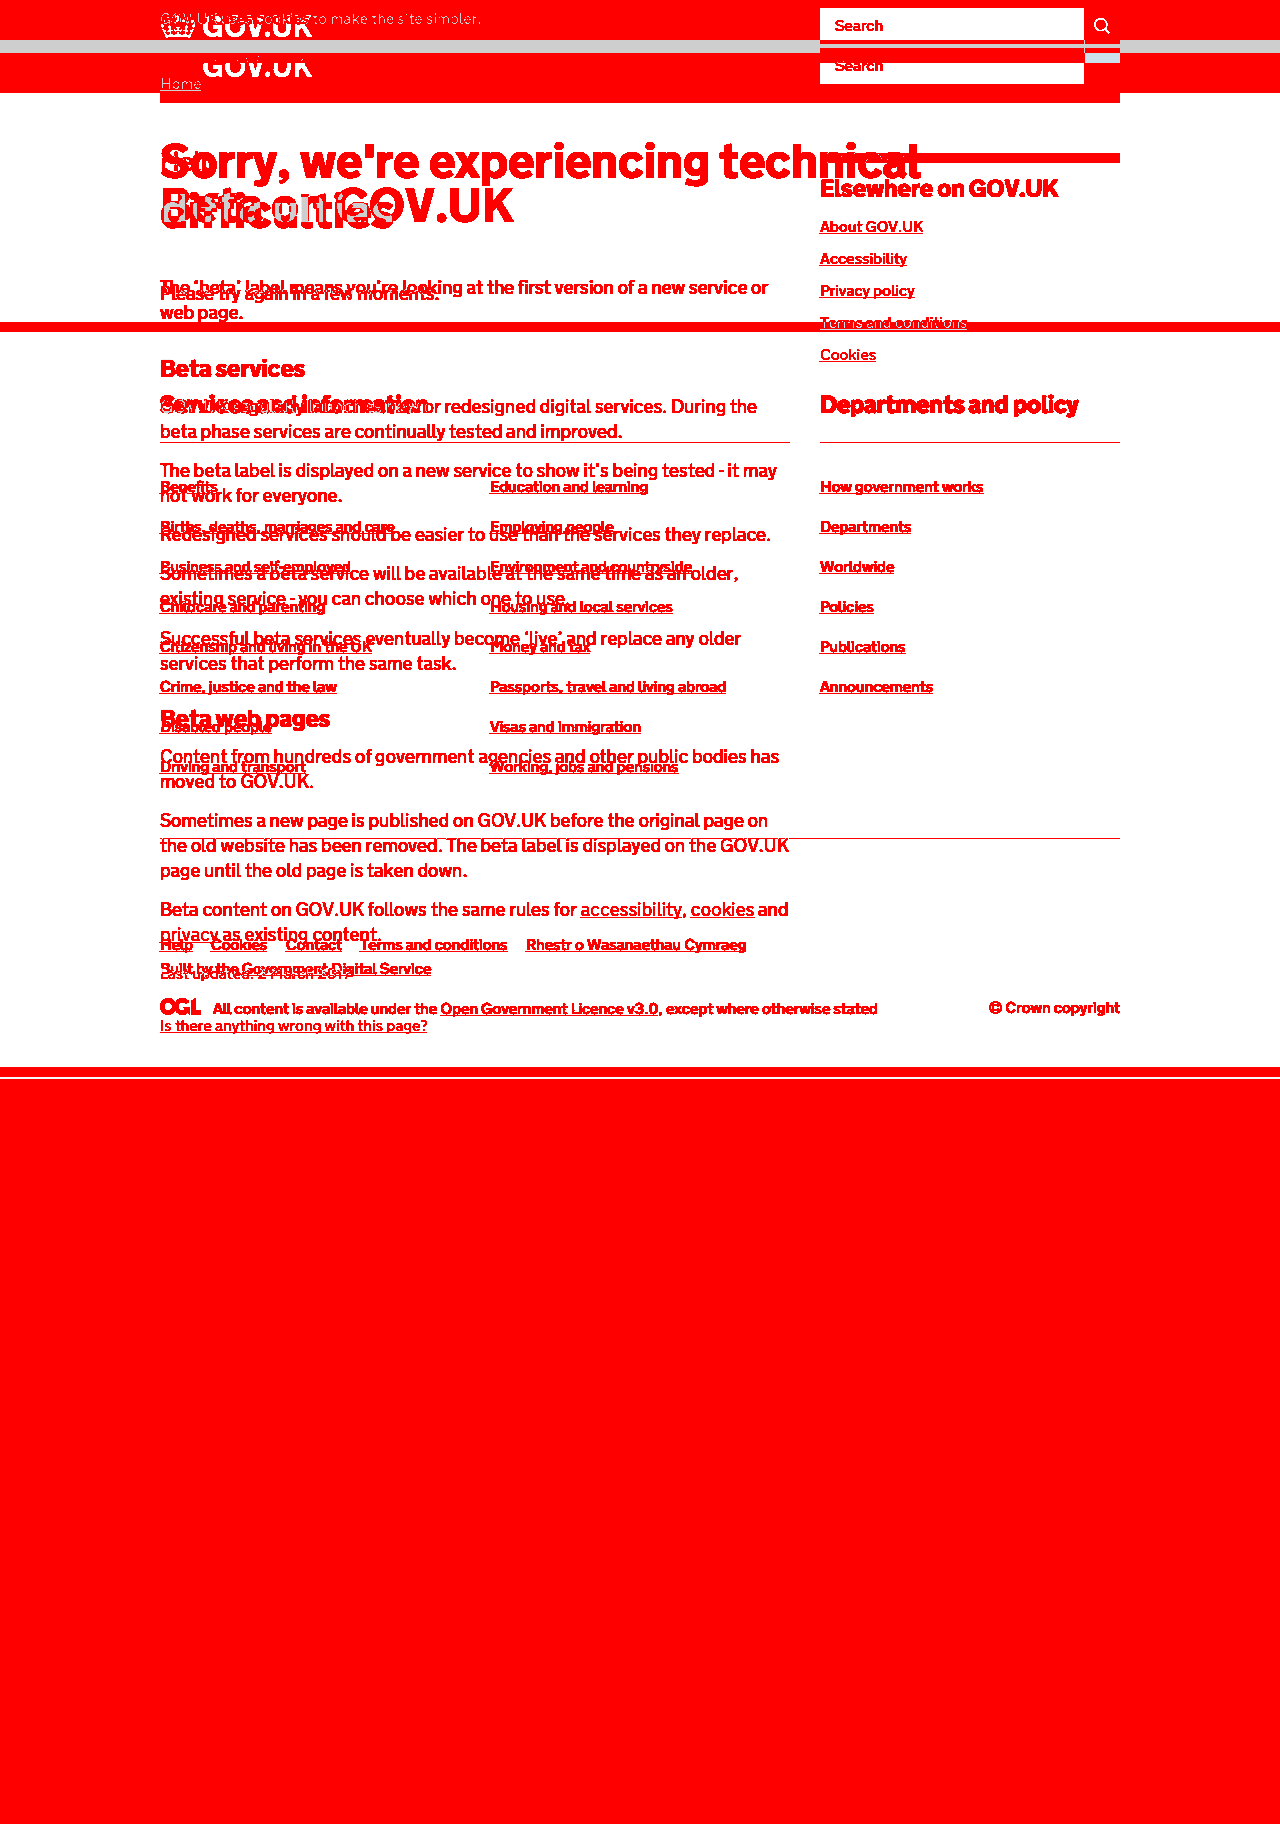 GOV.UK uses cookies to make the site simpler.
GOV.UK
Search
GOV.UK
Search
Home
Sorry, we're experiencing technical
difficulties
Beta on GOV.UK
Elsewhere on GOV.UK
About GOV.UK
Accessibility
Privacy policy
Terms and conditions
Cookies
The 'beta' label means you're looking at the first version of a new service or
web page.
Please try again in a few moments.
Beta services
Services and information
Departments and policy
for redesigned digital services. During the
beta phase services are continually tested and improved.
The beta label is displayed on a new service to show it's being tested - it may
not work for everyone.
Benefits
Education and learning
How government works
Births, deaths, marriages and care
Employing people
Departments
Redesigned services should be easier to use than the services they replace.
Business and self-employed
Environment and countryside
Worldwide
Sometimes a beta service will be available at the same time as an older,
existing service - you can choose which one to use.
Childcare and parenting
Housing and local services
Policies
Successful beta services eventually become 'live' and replace any older
services that perform the same task.
Citizenship and living in the UK
Money and tax
Publications
Crime, justice and the law
Passports, travel and living abroad
Announcements
Beta web pages
Disabled people
Visas and immigration
Content from hundreds of government agencies and other public bodies has
moved to GOV.UK.
Driving and transport
Working, jobs and pensions
Sometimes a new page is published on GOV.UK before the original page on
the old website has been removed. The beta label is displayed on the GOV.UK
page until the old page is taken down.
Beta content on GOV.UK follows the same rules for accessibility, cookies and
privacy as existing content.
Help Cookies Contact Terms and conditions Rhestr o Wasanaethau Cymraeg
Built by the Government Digital Service
Last updated: 2 March 2017
OGL All content is available under the Open Government Licence v3.0, except where otherwise stated
© Crown copyright
Is there anything wrong with this page?